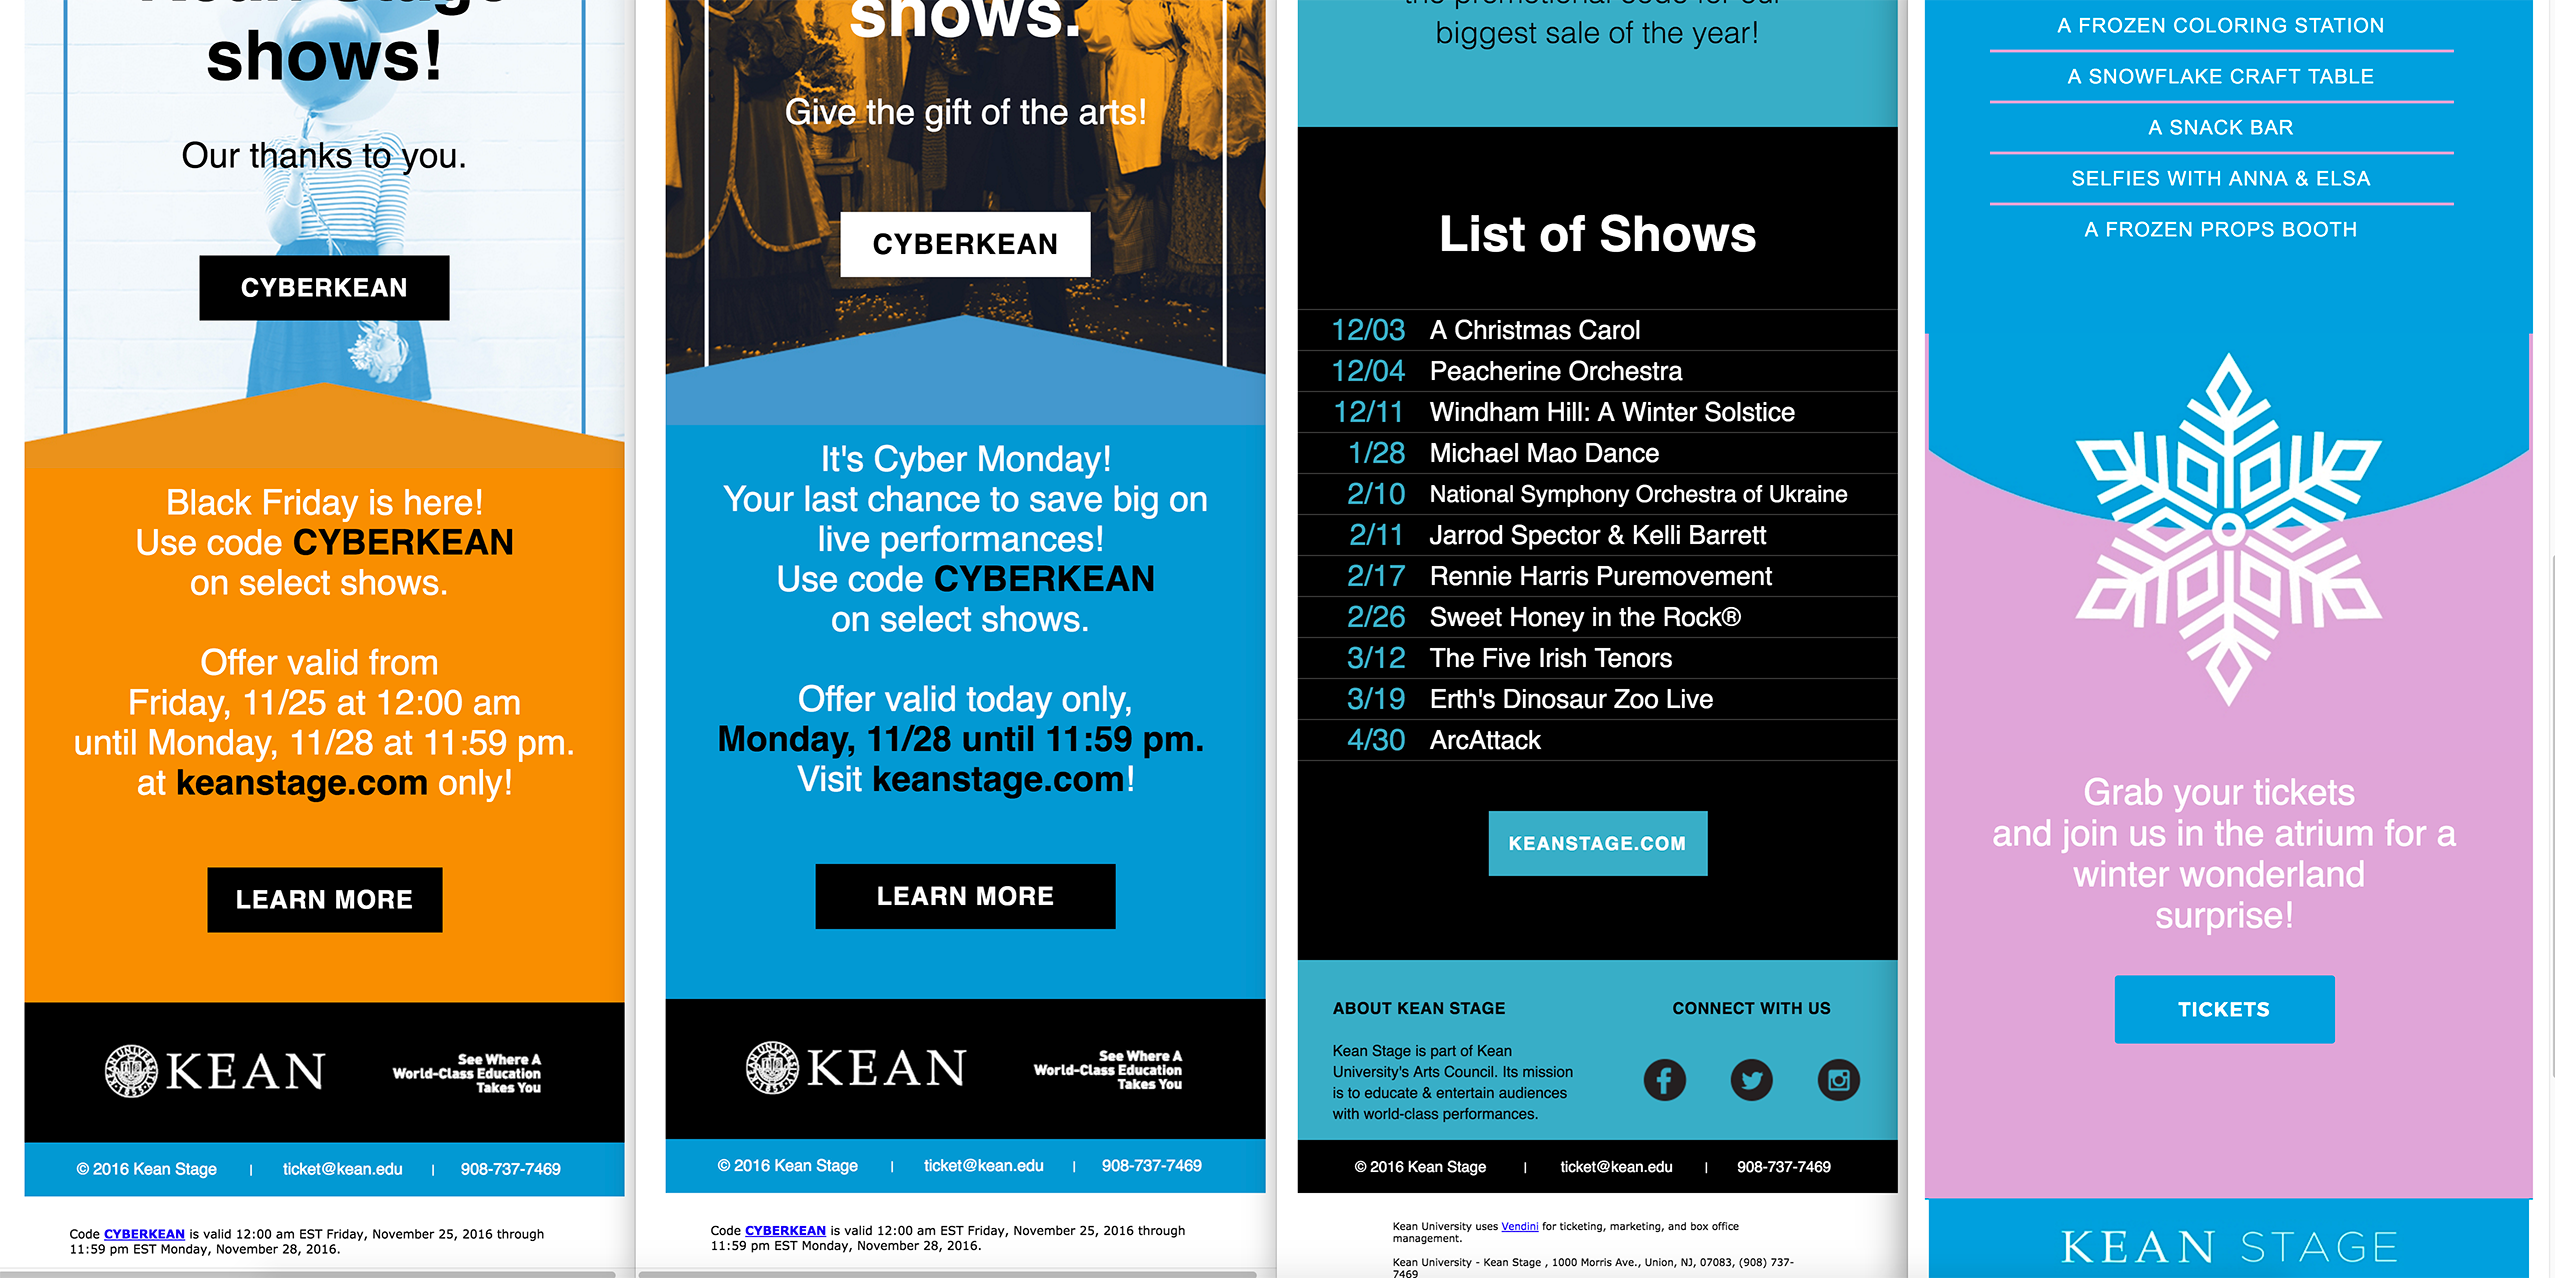 Kean Stage
shows!
Our thanks to you.
CYBERKEAN
Black Friday is here!
Use code CYBERKEAN
on select shows.
Offer valid from
Friday, 11/25 at 12:00 am
until Monday, 11/28 at 11:59 pm.
at keanstage.com only!
LEARN MORE
KEAN
See Where A
World-Class Education
Takes You
© 2016 Kean Stage | ticket@kean.edu | 908-737-7469
Code CYBERKEAN is valid 12:00 am EST Friday, November 25, 2016 through
11:59 pm EST Monday, November 28, 2016.
shows.
Give the gift of the arts!
CYBERKEAN
It's Cyber Monday!
Your last chance to save big on
live performances!
Use code CYBERKEAN
on select shows.
Offer valid today only,
Monday, 11/28 until 11:59 pm.
Visit keanstage.com!
LEARN MORE
KEAN
See Where A
World-Class Education
Takes You
© 2016 Kean Stage | ticket@kean.edu | 908-737-7469
Code CYBERKEAN is valid 12:00 am EST Friday, November 25, 2016 through
11:59 pm EST Monday, November 28, 2016.
the promotional code for our
biggest sale of the year!
List of Shows
12/03 A Christmas Carol
12/04 Peacherine Orchestra
12/11 Windham Hill: A Winter Solstice
1/28 Michael Mao Dance
2/10 National Symphony Orchestra of Ukraine
2/11 Jarrod Spector & Kelli Barrett
2/17 Rennie Harris Puremovement
2/26 Sweet Honey in the Rock®
3/12 The Five Irish Tenors
3/19 Erth's Dinosaur Zoo Live
4/30 ArcAttack
KEANSTAGE.COM
ABOUT KEAN STAGE
Kean Stage is part of Kean
University's Arts Council. Its mission
is to educate & entertain audiences
with world-class performances.
CONNECT WITH US
© 2016 Kean Stage | ticket@kean.edu | 908-737-7469
Kean University uses Vendini for ticketing, marketing, and box office
management.
Kean University - Kean Stage , 1000 Morris Ave., Union, NJ, 07083, (908) 737-
7469
A FROZEN COLORING STATION
A SNOWFLAKE CRAFT TABLE
A SNACK BAR
SELFIES WITH ANNA & ELSA
A FROZEN PROPS BOOTH
Grab your tickets
and join us in the atrium for a
winter wonderland
surprise!
TICKETS
KEAN STAGE